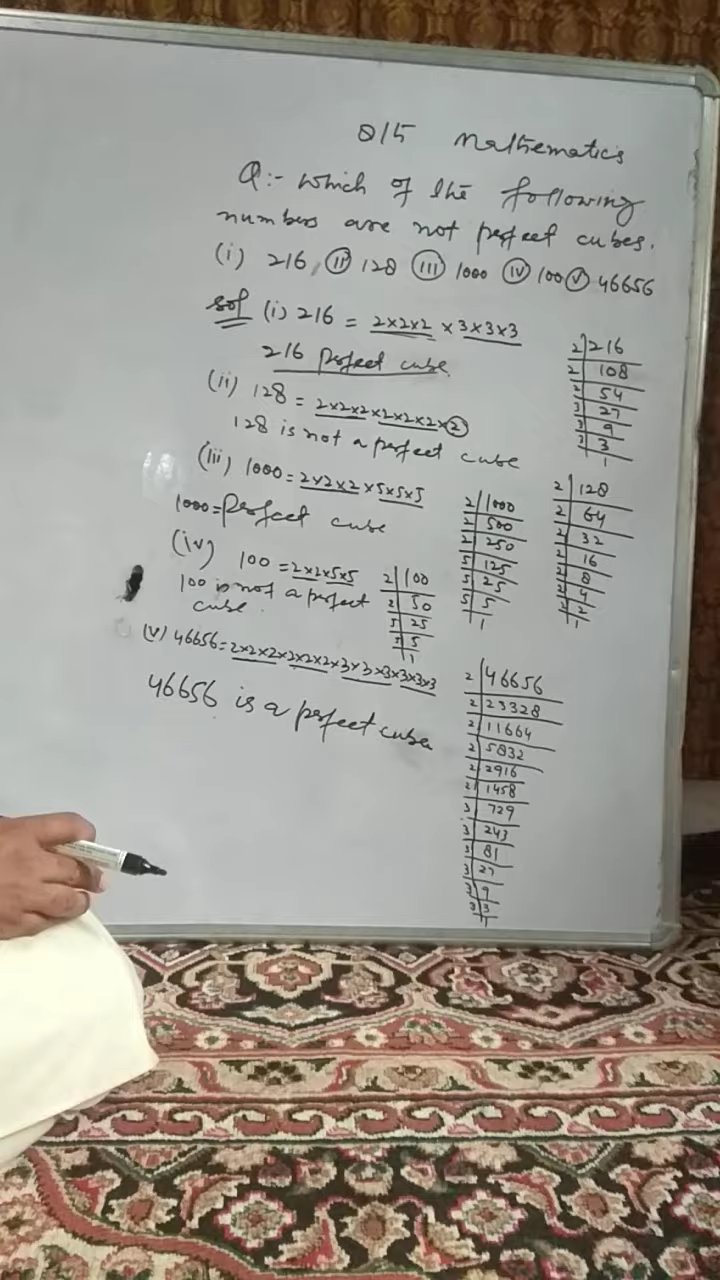 Q15 Mathematics
Q:- which of the following
numbers are not perfect cubes.
(i) 216, (ii) 128 (iii) 1000 (iv) 100 (v) 46656
Sol (i) 216 = 2×2×2 × 3×3×3
216 perfect cube
(ii) 128 = 2×2×2×2×2×2×2
128 is not a perfect cube
(iii) 1000 = 2×2×2×5×5×5
1000 = perfect cube
(iv) 100 = 2×2×5×5
100 is not a perfect
cube.
(v) 46656 = 2×2×2×2×2×2×3×3×3×3×3×3
46656 is a perfect cube
2|216
2|108
2|54
3|27
3|9
3|3
1
2|128
2|64
2|32
2|16
2|8
2|4
2|2
1
2|1000
2|500
2|250
5|125
5|25
5|5
1
2|100
2|50
5|25
5|5
1
2|46656
2|23328
2|11664
2|5832
2|2916
2|1458
3|729
3|243
3|81
3|27
3|9
3|3
1